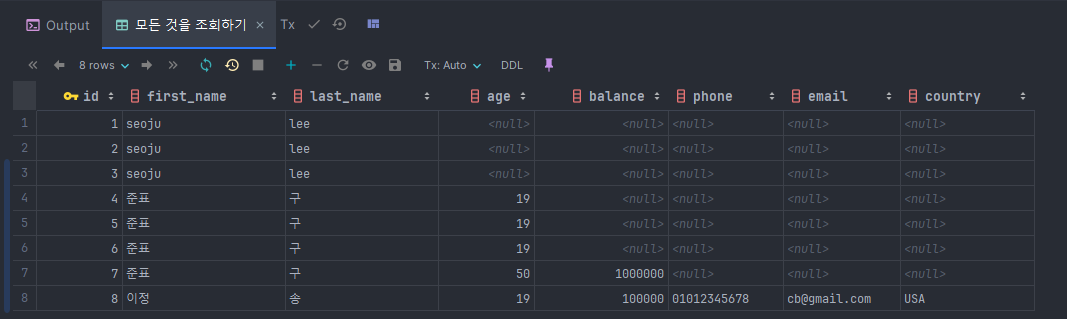 Output 모든 것을 조회하기 × Tx
8 rows Tx: Auto DDL
id first_name last_name age balance phone email country
1 1 seoju lee <null> <null> <null> <null> <null>
2 2 seoju lee <null> <null> <null> <null> <null>
3 3 seoju lee <null> <null> <null> <null> <null>
4 4 준표 구 19 <null> <null> <null> <null>
5 5 준표 구 19 <null> <null> <null> <null>
6 6 준표 구 19 <null> <null> <null> <null>
7 7 준표 구 50 1000000 <null> <null> <null>
8 8 이정 송 19 100000 01012345678 cb@gmail.com USA